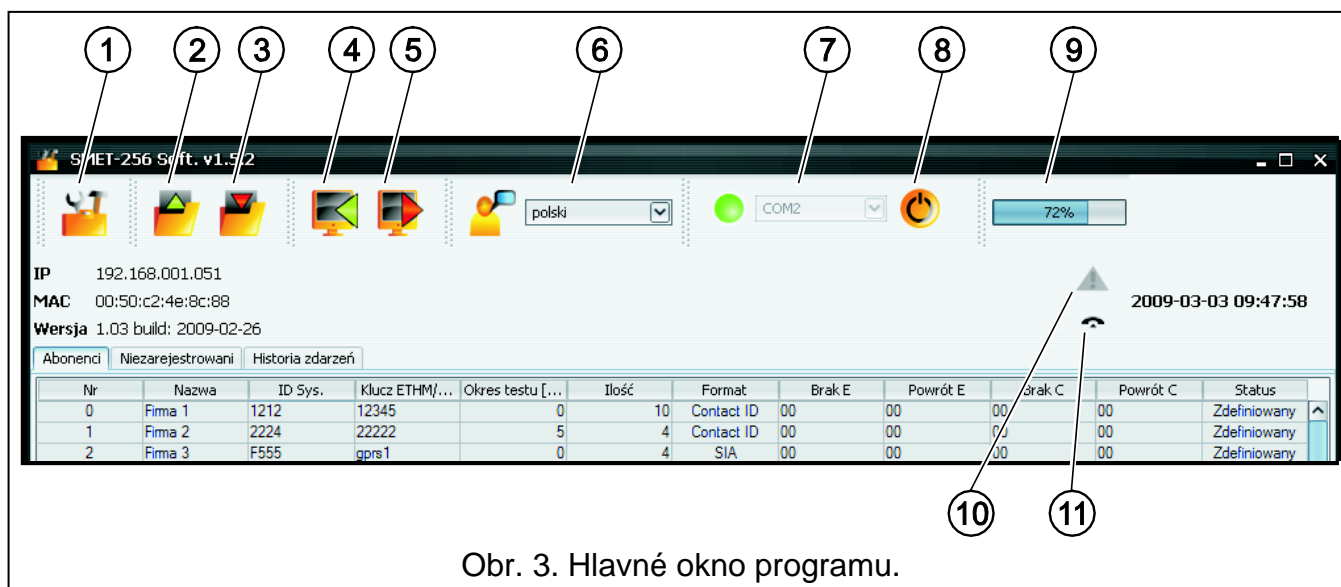 1 2 3 4 5 6 7 8 9
SMET-256 Soft. v1.5.2
polski COM2 72%
IP 192.168.001.051
MAC 00:50:c2:4e:8c:88
2009-03-03 09:47:58
Wersja 1.03 build: 2009-02-26
Abonenci Niezarejestrowani Historia zdarzeń
Nr Nazwa ID Sys. Klucz ETHM/... Okres testu [... Ilość Format Brak E Powrót E Brak C Powrót C Status
0 Firma 1 1212 12345 0 10 Contact ID 00 00 00 00 Zdefiniowany
1 Firma 2 2224 22222 5 4 Contact ID 00 00 00 00 Zdefiniowany
2 Firma 3 F555 gprs1 0 4 SIA 00 00 00 00 Zdefiniowany
10 11
Obr. 3. Hlavné okno programu.